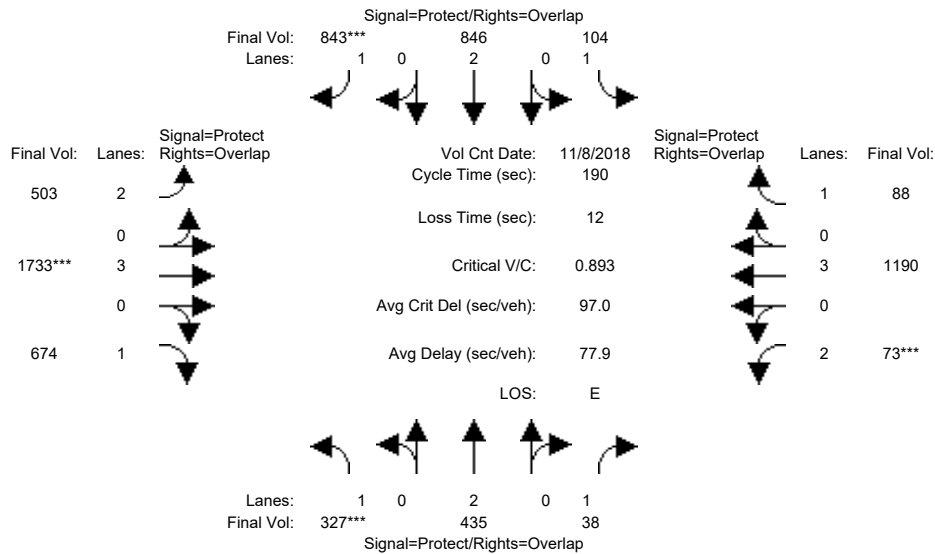 Signal=Protect/Rights=Overlap
Final Vol: 843*** 846 104
Lanes: 1 0 2 0 1
Signal=Protect Signal=Protect
Final Vol: Lanes: Rights=Overlap Vol Cnt Date: 11/8/2018 Rights=Overlap Lanes: Final Vol:
Cycle Time (sec): 190
503 2 1 88
Loss Time (sec): 12
0 0
1733*** 3 Critical V/C: 0.893 3 1190
0 Avg Crit Del (sec/veh): 97.0 0
674 1 Avg Delay (sec/veh): 77.9 2 73***
LOS: E
Lanes: 1 0 2 0 1
Final Vol: 327*** 435 38
Signal=Protect/Rights=Overlap